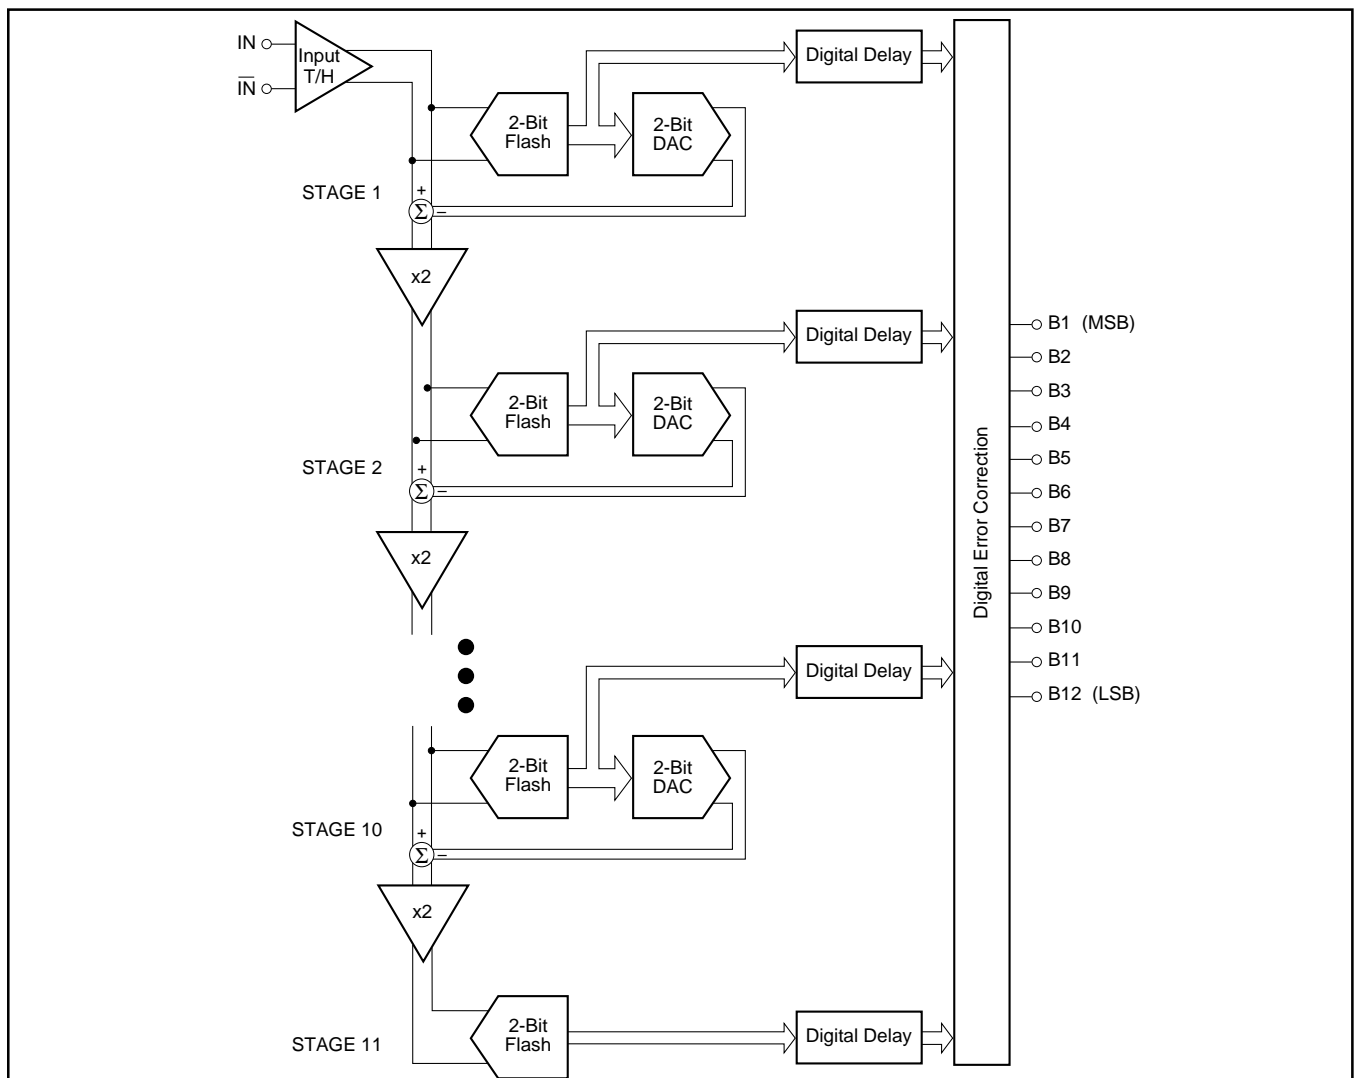 IN
Input
T/H
I̅N̅
2-Bit
Flash
2-Bit
DAC
Digital Delay
STAGE 1
+
Σ
–
x2
2-Bit
Flash
2-Bit
DAC
Digital Delay
STAGE 2
+
Σ
–
x2
2-Bit
Flash
2-Bit
DAC
Digital Delay
STAGE 10
+
Σ
–
x2
STAGE 11
2-Bit
Flash
Digital Delay
Digital Error Correction
B1 (MSB)
B2
B3
B4
B5
B6
B7
B8
B9
B10
B11
B12 (LSB)